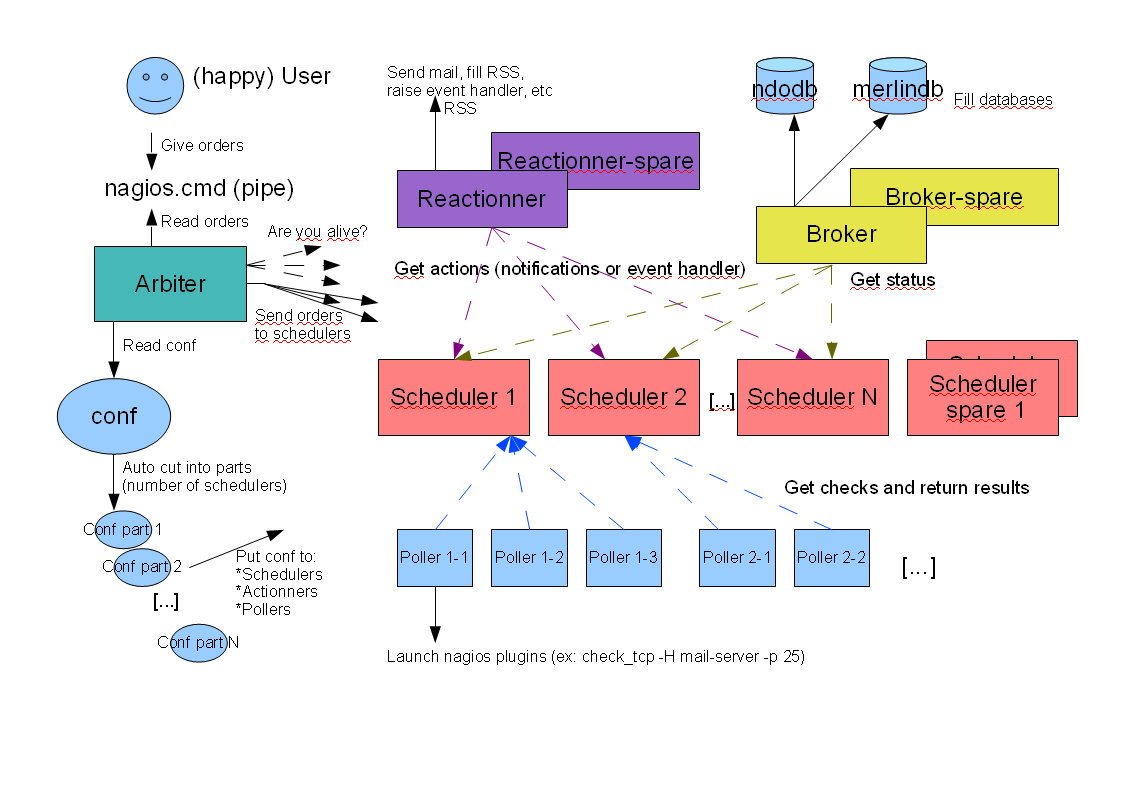 (happy) User
Give orders
nagios.cmd (pipe)
Read orders
Are you alive?
Arbiter
Send orders
to schedulers
Read conf
conf
Auto cut into parts
(number of schedulers)
Conf part 1
Conf part 2
[...]
Conf part N
Put conf to:
*Schedulers
*Actionners
*Pollers
Send mail, fill RSS,
raise event handler, etc
RSS
Reactionner-spare
Reactionner
Get actions (notifications or event handler)
ndodb
merlindb
Fill databases
Broker-spare
Broker
Get status
Scheduler 1
Scheduler 2
[...]
Scheduler N
Scheduler
spare 1
Get checks and return results
Poller 1-1
Poller 1-2
Poller 1-3
Poller 2-1
Poller 2-2
[...]
Launch nagios plugins (ex: check_tcp -H mail-server -p 25)